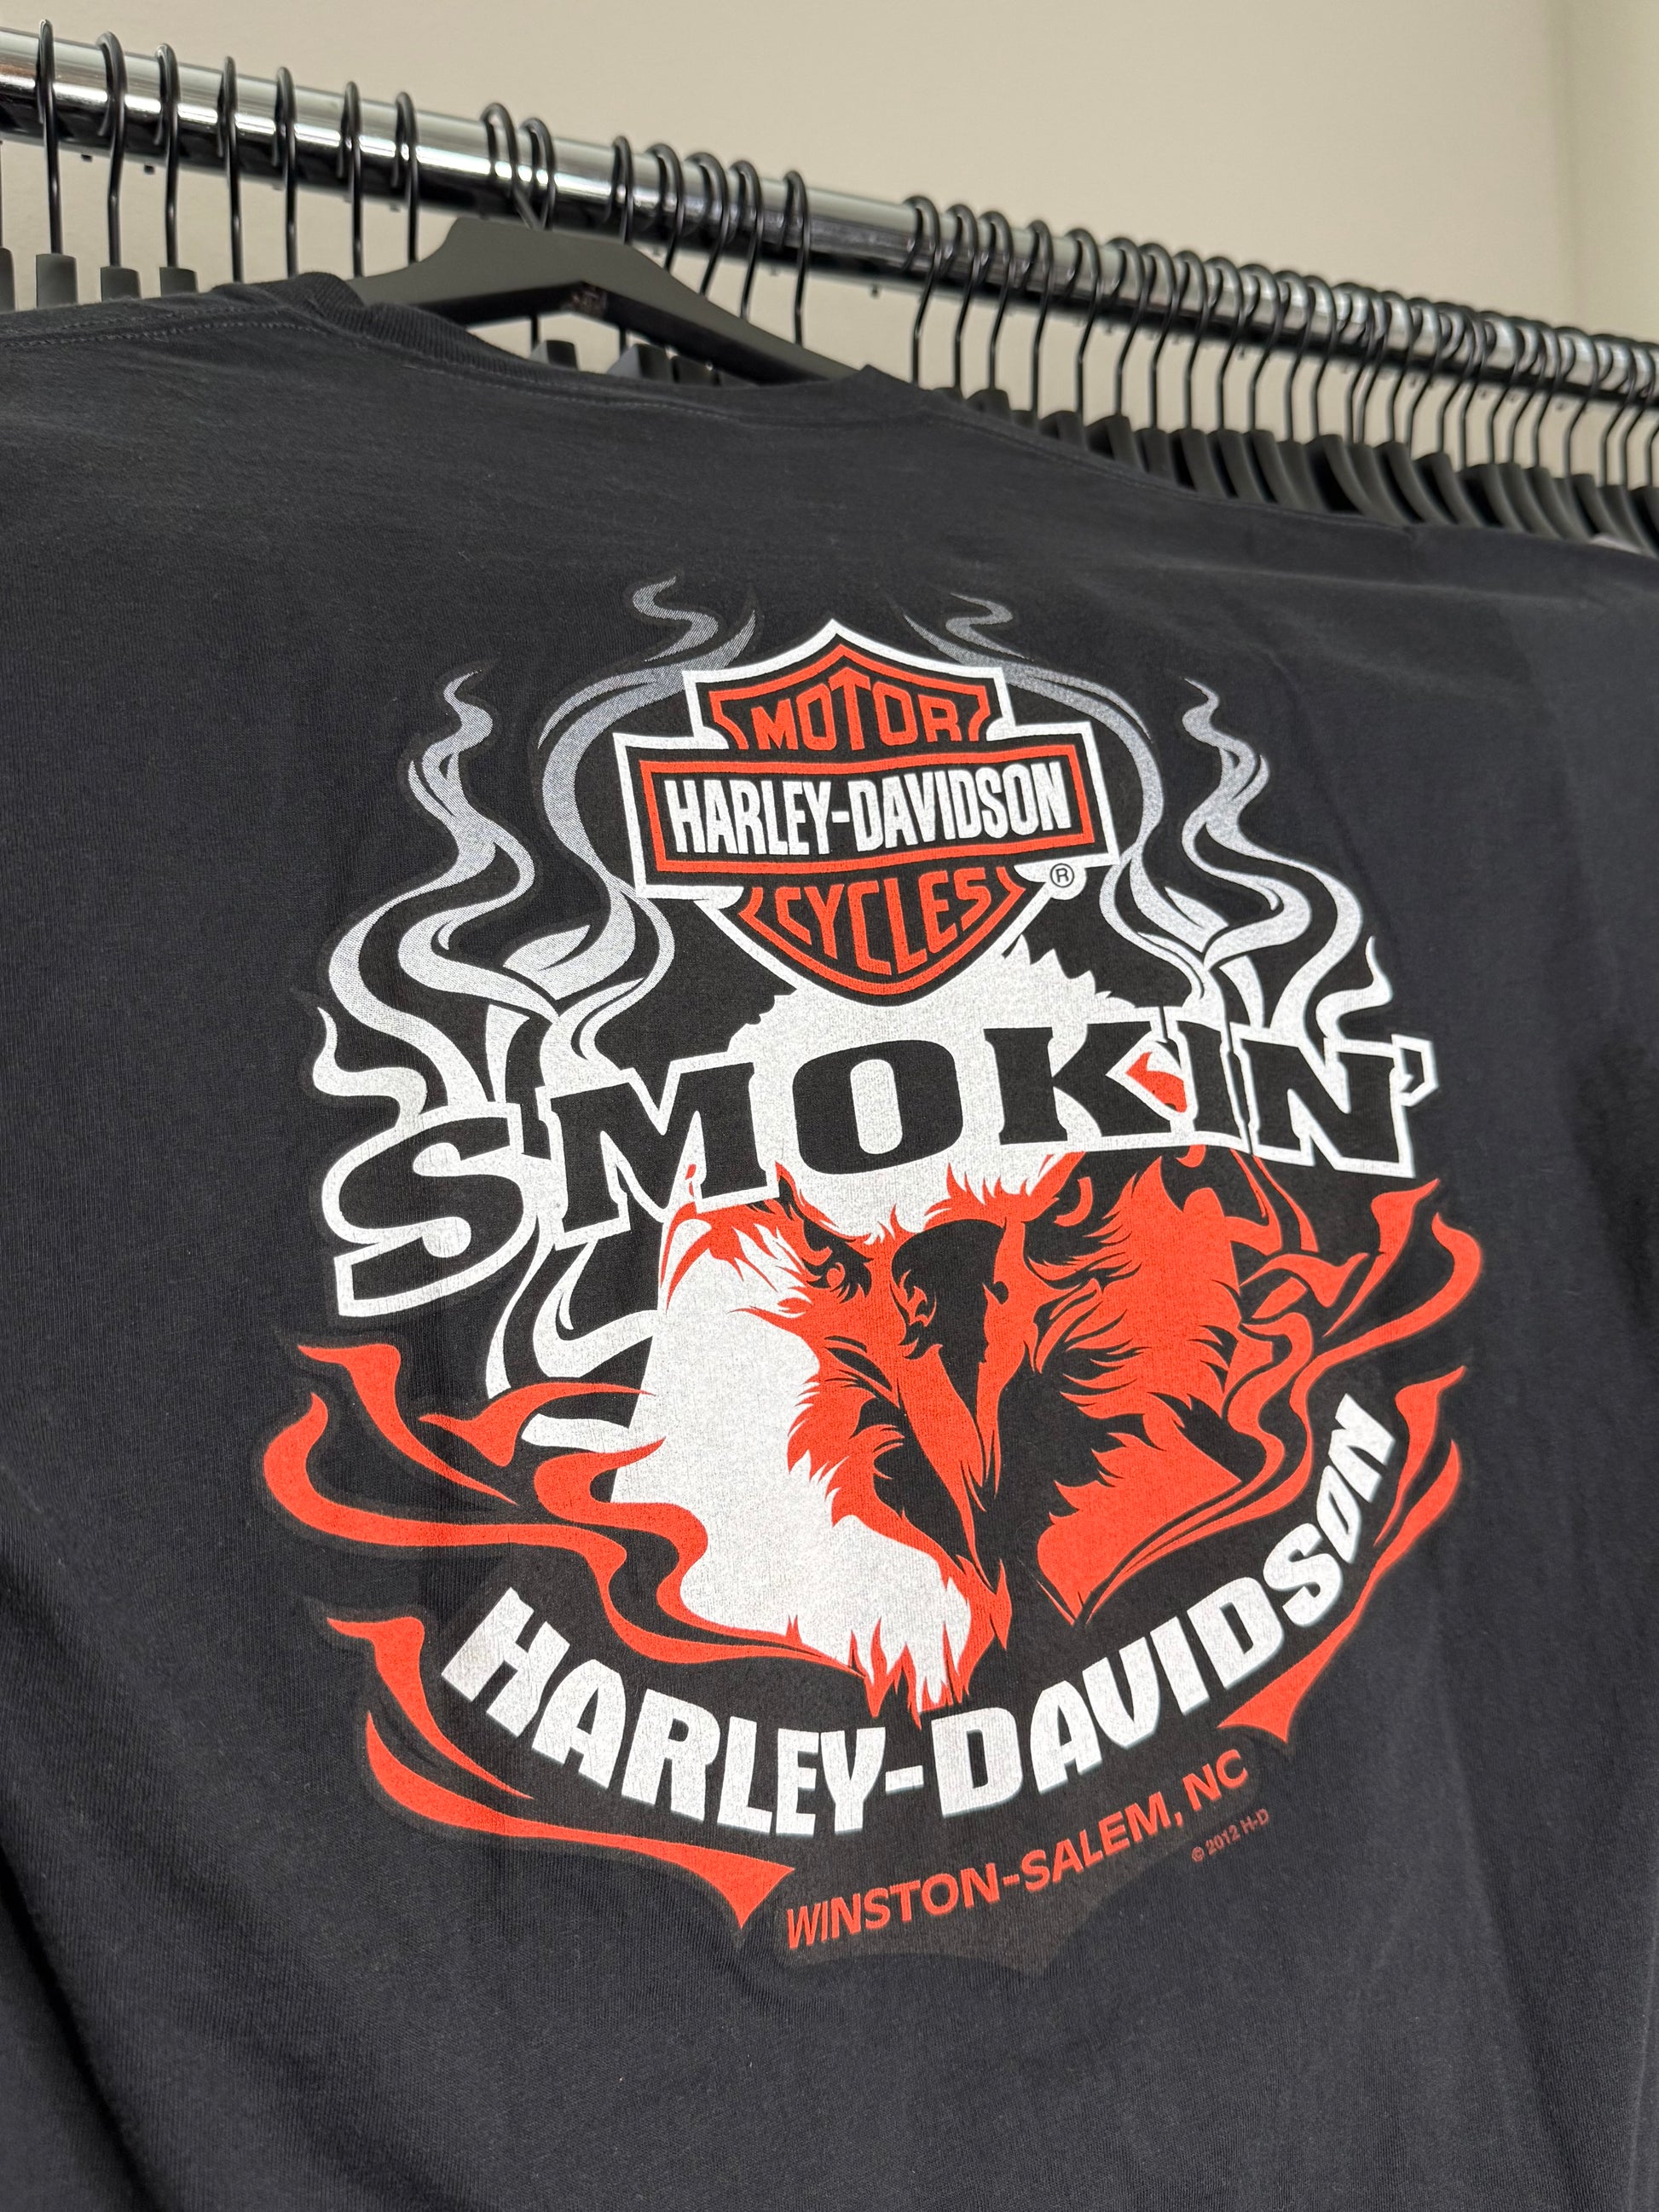 MOTOR
HARLEY-DAVIDSON
CYCLES
®
SMOKIN'
HARLEY-DAVIDSON
WINSTON-SALEM, NC
© 2012 H-D